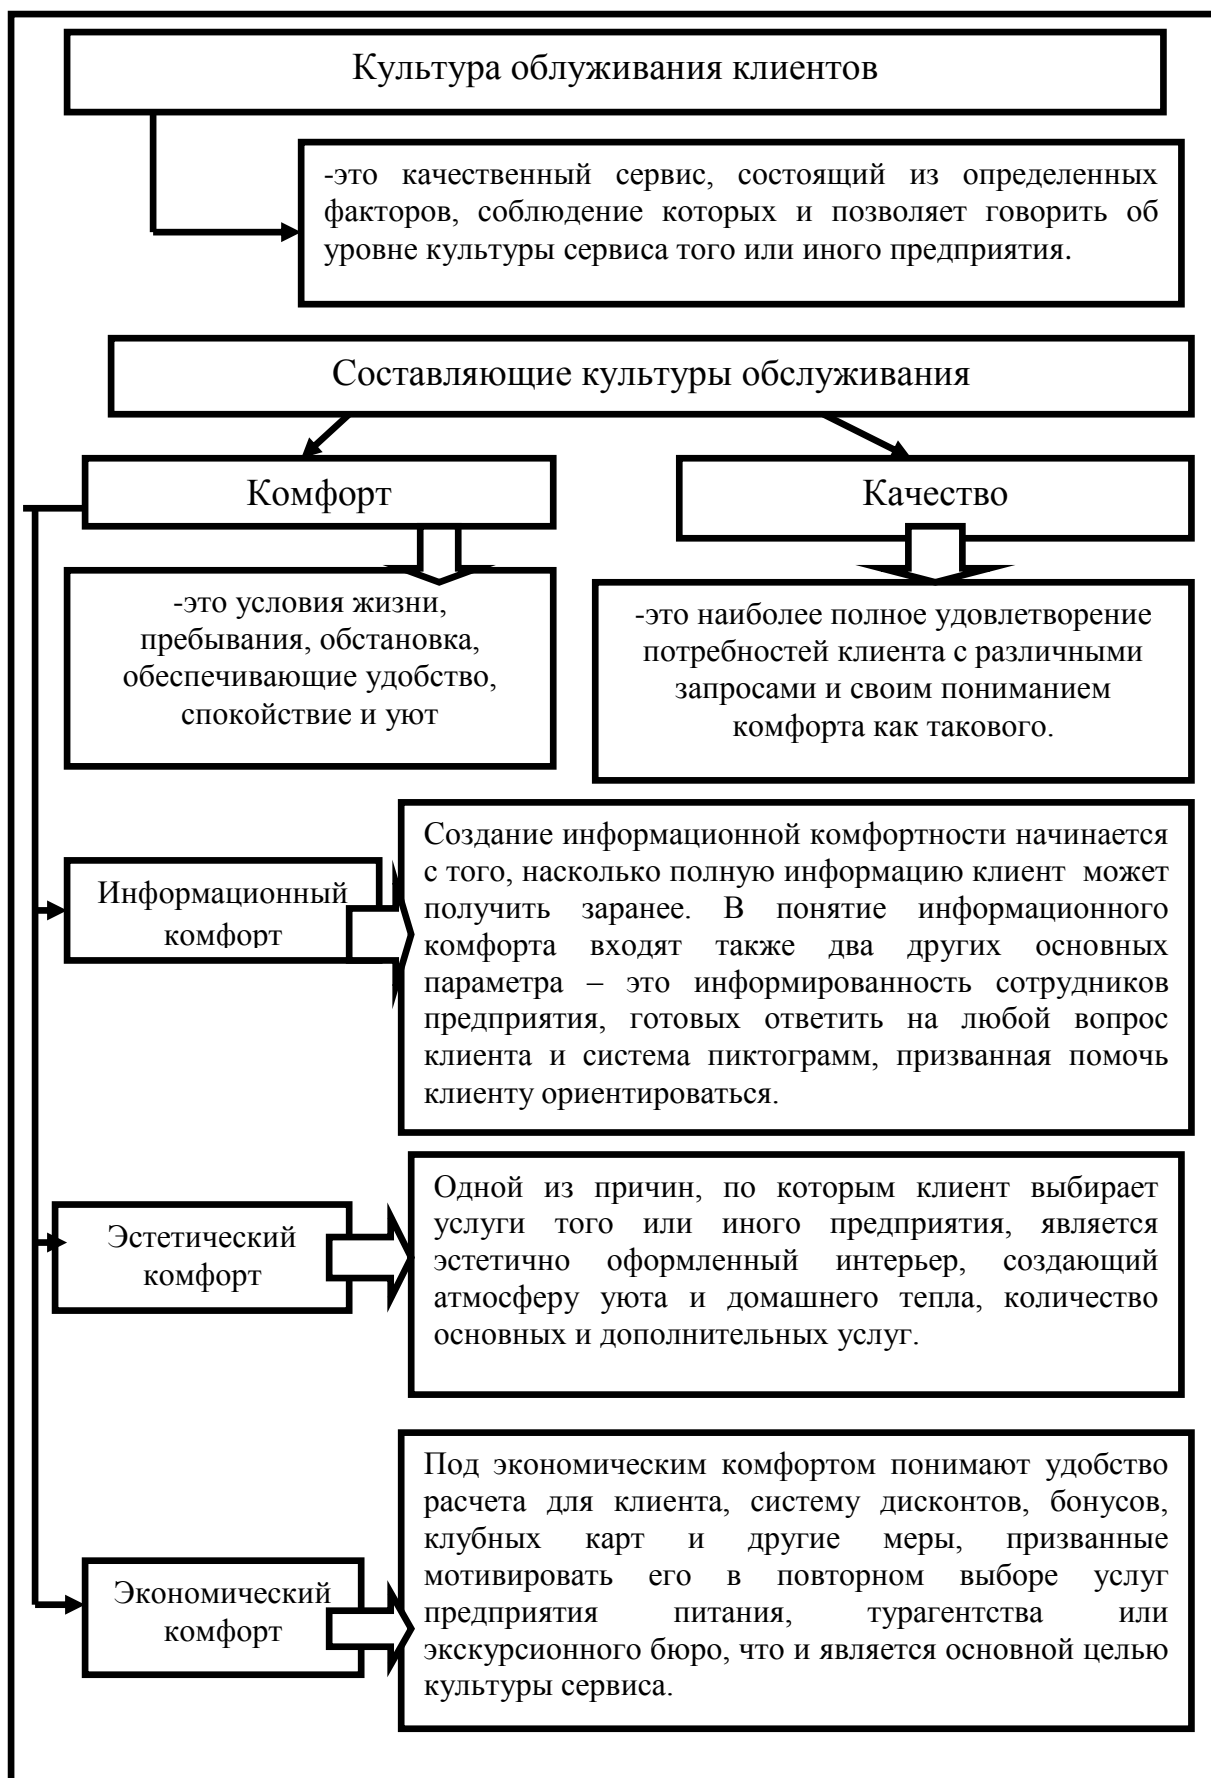 Культура облуживания клиентов
-это качественный сервис, состоящий из определенных
факторов, соблюдение которых и позволяет говорить об
уровне культуры сервиса того или иного предприятия.
Составляющие культуры обслуживания
Комфорт
Качество
-это условия жизни,
пребывания, обстановка,
обеспечивающие удобство,
спокойствие и уют
-это наиболее полное удовлетворение
потребностей клиента с различными
запросами и своим пониманием
комфорта как такового.
Информационный
комфорт
Создание информационной комфортности начинается
с того, насколько полную информацию клиент может
получить заранее. В понятие информационного
комфорта входят также два других основных
параметра – это информированность сотрудников
предприятия, готовых ответить на любой вопрос
клиента и система пиктограмм, призванная помочь
клиенту ориентироваться.
Эстетический
комфорт
Одной из причин, по которым клиент выбирает
услуги того или иного предприятия, является
эстетично оформленный интерьер, создающий
атмосферу уюта и домашнего тепла, количество
основных и дополнительных услуг.
Экономический
комфорт
Под экономическим комфортом понимают удобство
расчета для клиента, систему дисконтов, бонусов,
клубных карт и другие меры, призванные
мотивировать его в повторном выборе услуг
предприятия питания, турагентства или
экскурсионного бюро, что и является основной целью
культуры сервиса.